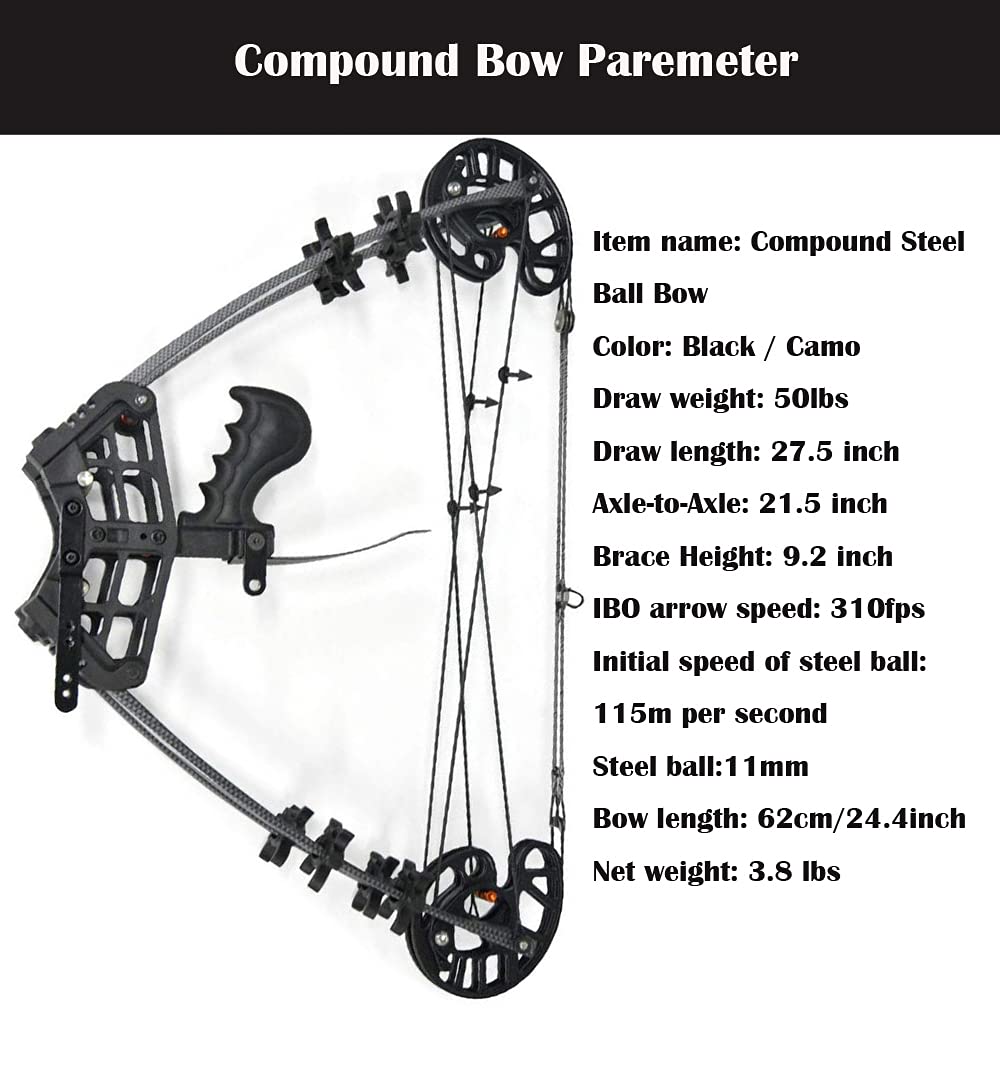 Compound Bow Paremeter
Item name: Compound Steel
Ball Bow
Color: Black / Camo
Draw weight: 50lbs
Draw length: 27.5 inch
Axle-to-Axle: 21.5 inch
Brace Height: 9.2 inch
IBO arrow speed: 310fps
Initial speed of steel ball:
115m per second
Steel ball:11mm
Bow length: 62cm/24.4inch
Net weight: 3.8 lbs